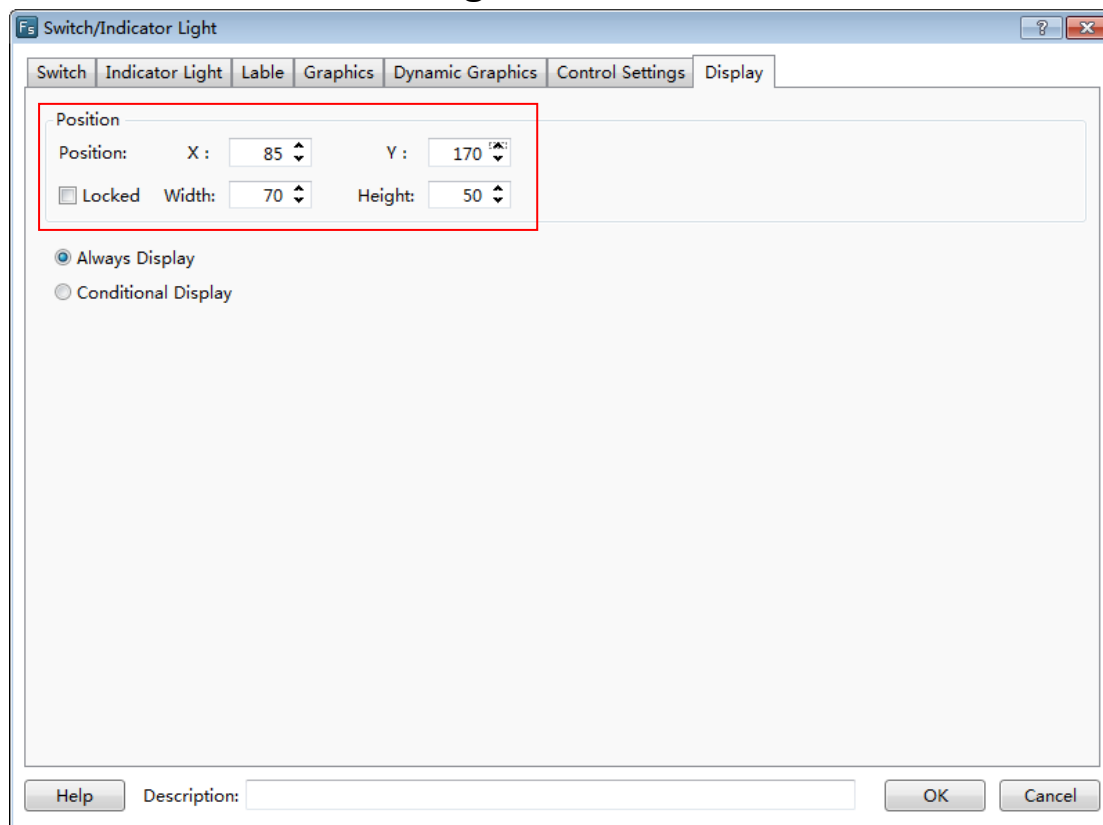 Fs Switch/Indicator Light
Switch Indicator Light Lable Graphics Dynamic Graphics Control Settings Display
Position
Position: X : 85 Y : 170
Locked Width: 70 Height: 50
Always Display
Conditional Display
Help Description: OK Cancel